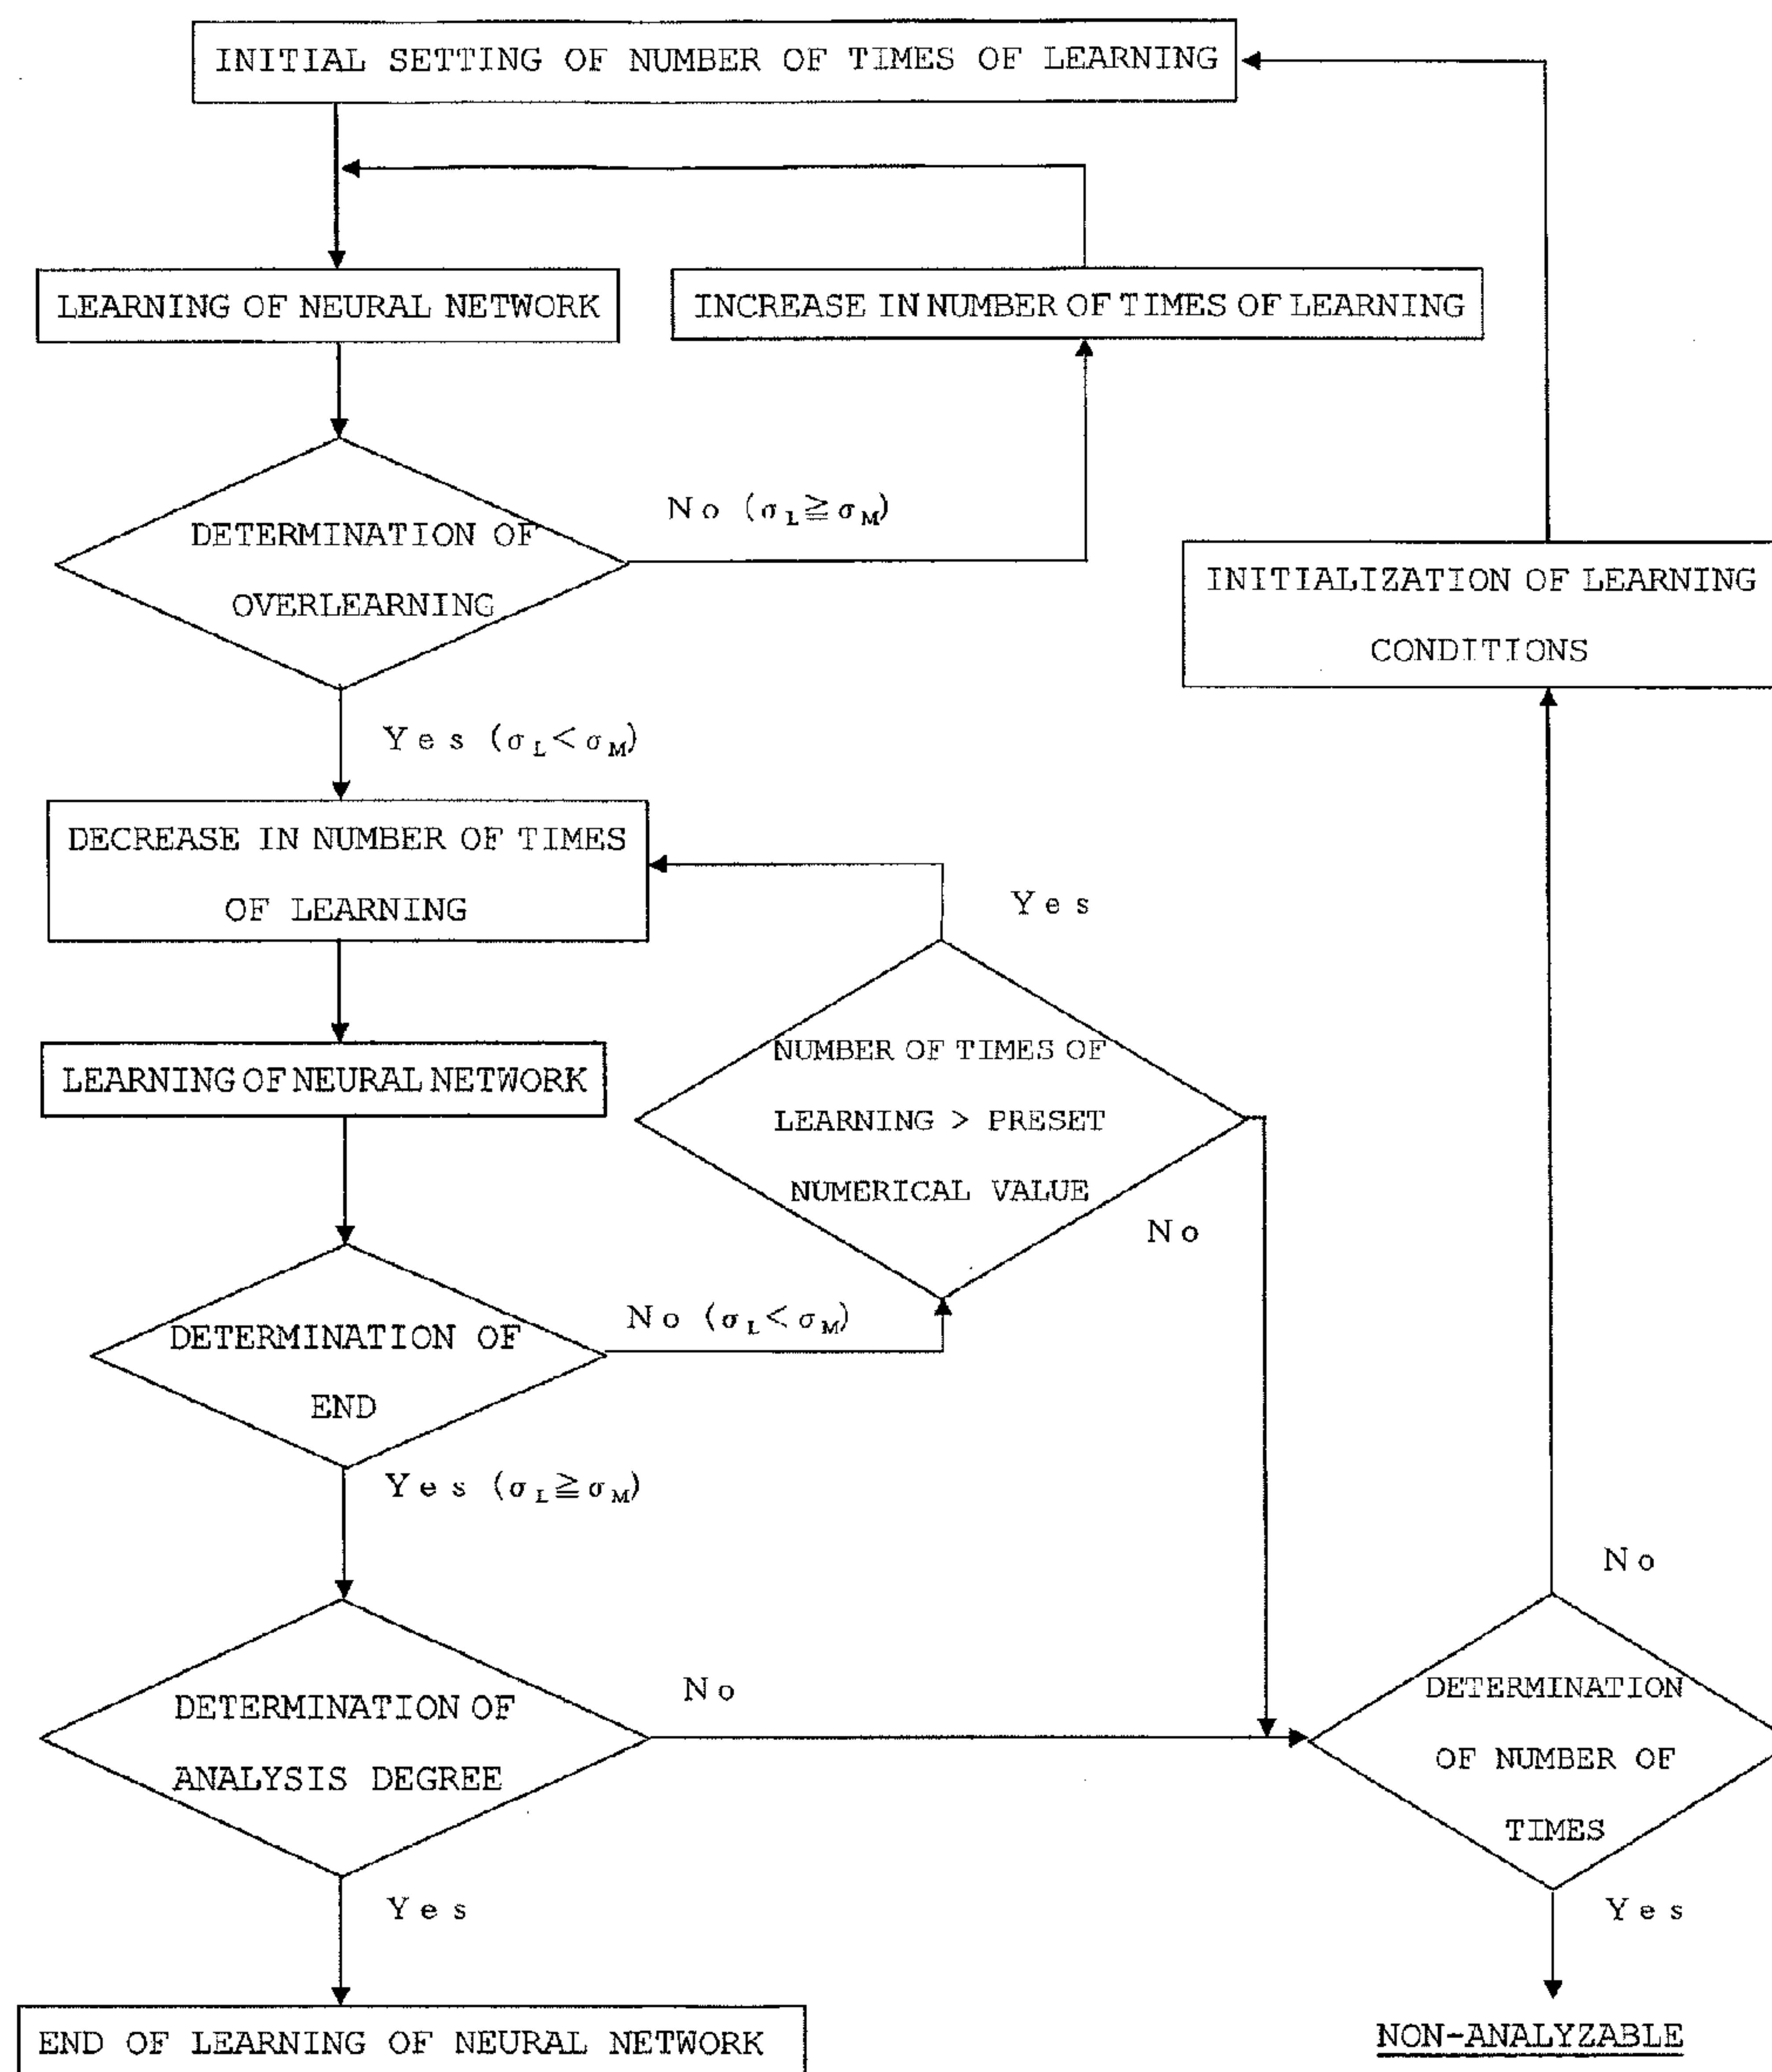 INITIAL SETTING OF NUMBER OF TIMES OF LEARNING
LEARNING OF NEURAL NETWORK
INCREASE IN NUMBER OF TIMES OF LEARNING
No (σL≧σM)
DETERMINATION OF
OVERLEARNING
INITIALIZATION OF LEARNING
CONDITIONS
Yes (σL<σM)
DECREASE IN NUMBER OF TIMES
OF LEARNING
Yes
LEARNING OF NEURAL NETWORK
NUMBER OF TIMES OF
LEARNING > PRESET
NUMERICAL VALUE
No
No (σL<σM)
DETERMINATION OF
END
Yes (σL≧σM)
No
DETERMINATION OF
ANALYSIS DEGREE
No
DETERMINATION
OF NUMBER OF
TIMES
Yes
Yes
END OF LEARNING OF NEURAL NETWORK
NON-ANALYZABLE